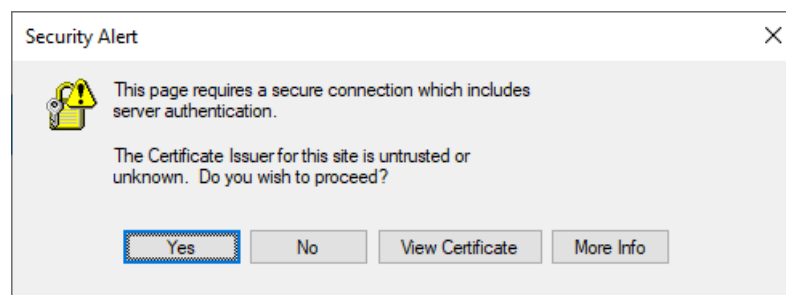 Security Alert
This page requires a secure connection which includes
server authentication.
The Certificate Issuer for this site is untrusted or
unknown.  Do you wish to proceed?
Yes No View Certificate More Info